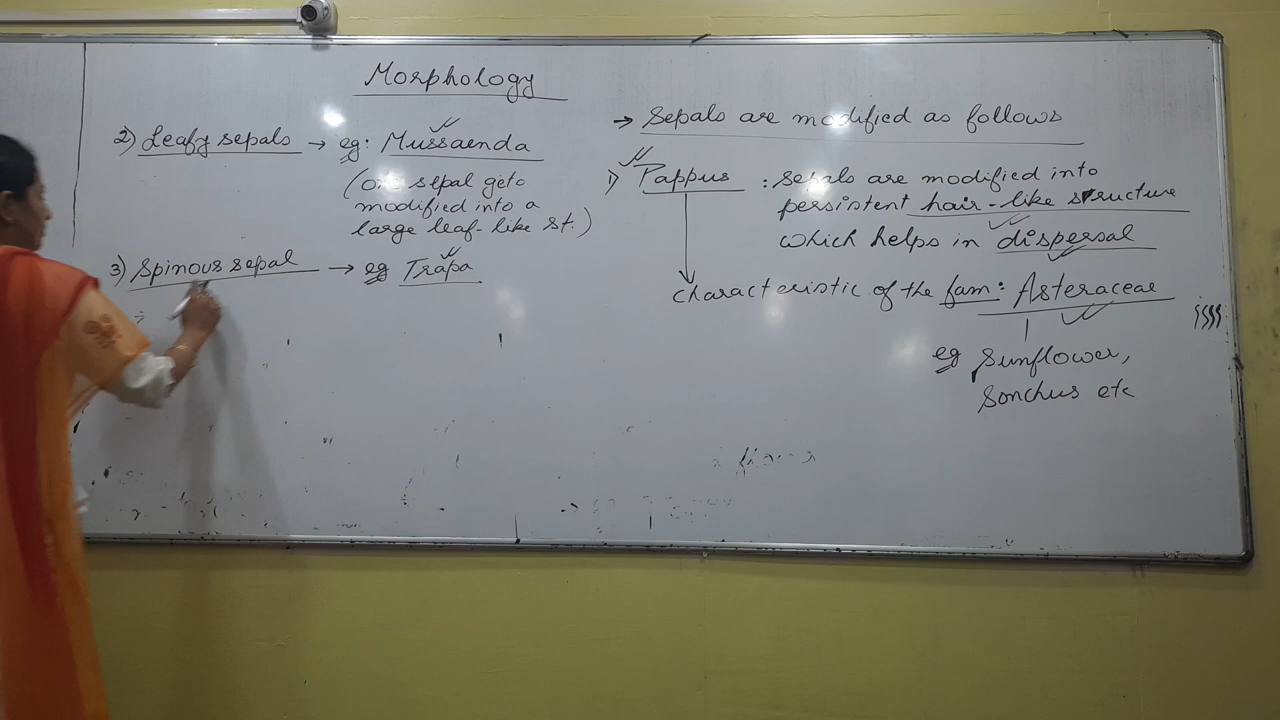 Morphology
→ Sepals are modified as follows
1) Pappus : Sepals are modified into
persistent hair-like structure
which helps in dispersal
Characteristic of the fam: Asteraceae
eg Sunflower,
Sonchus etc
2) Leafy sepals → eg: Mussaenda
(one sepal gets
modified into a
large leaf-like st.)
3) Spinous sepal → eg Trapa